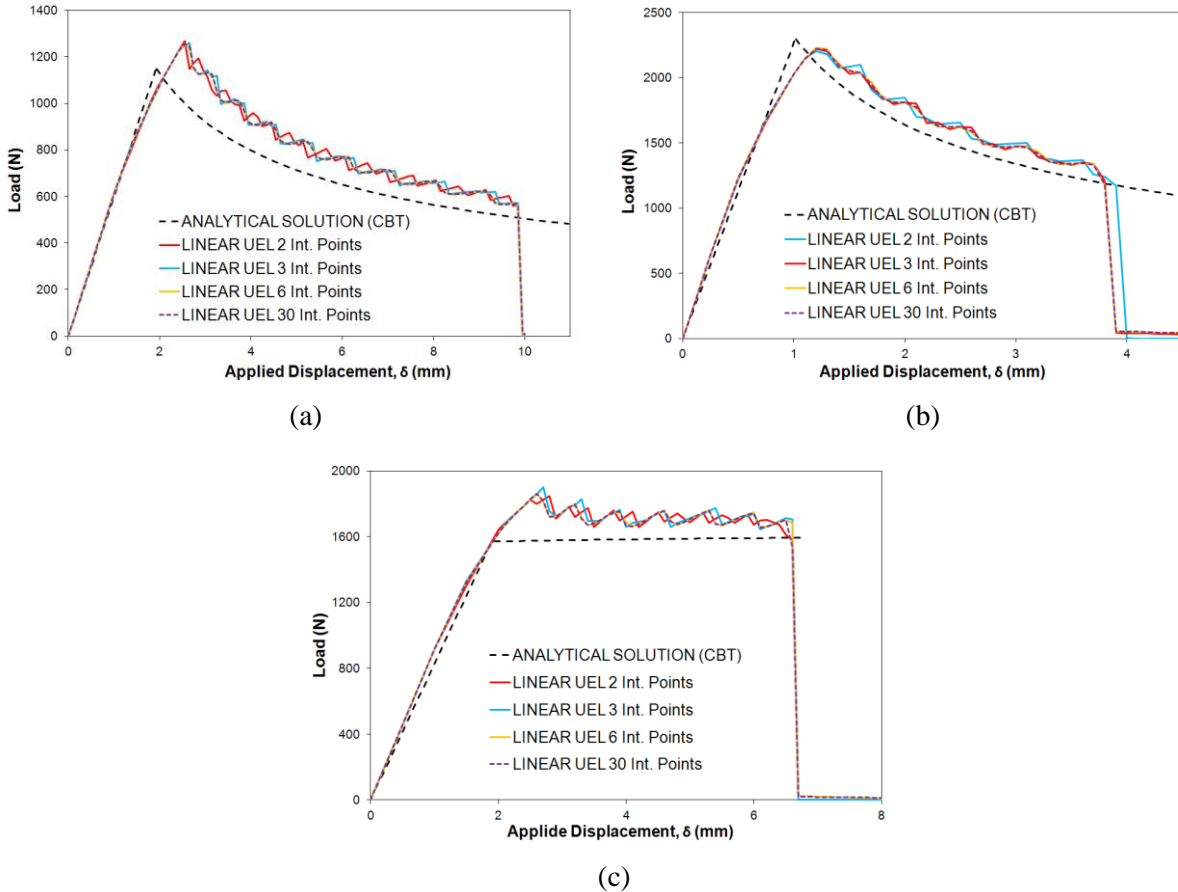 1400
1200
1000
800
600
400
200
0
Load (N)
0 2 4 6 8 10
Applied Displacement, δ (mm)
ANALYTICAL SOLUTION (CBT)
LINEAR UEL 2 Int. Points
LINEAR UEL 3 Int. Points
LINEAR UEL 6 Int. Points
LINEAR UEL 30 Int. Points
(a)
2500
2000
1500
1000
500
0
Load (N)
0 1 2 3 4
Applied Displacement, δ (mm)
ANALYTICAL SOLUTION (CBT)
LINEAR UEL 2 Int. Points
LINEAR UEL 3 Int. Points
LINEAR UEL 6 Int. Points
LINEAR UEL 30 Int. Points
(b)
2000
1600
1200
800
400
0
Load (N)
0 2 4 6 8
Applide Displacement, δ (mm)
ANALYTICAL SOLUTION (CBT)
LINEAR UEL 2 Int. Points
LINEAR UEL 3 Int. Points
LINEAR UEL 6 Int. Points
LINEAR UEL 30 Int. Points
(c)